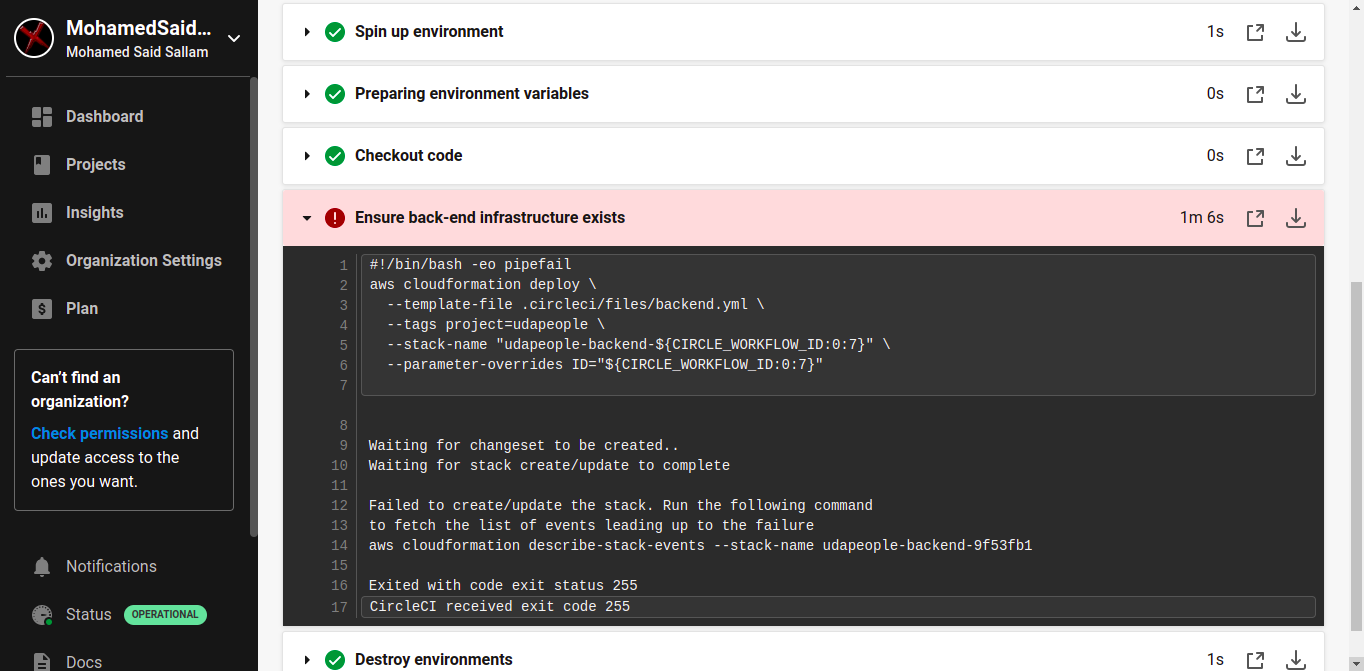 MohamedSaid...
Mohamed Said Sallam
Dashboard
Projects
Insights
Organization Settings
Plan
Can't find an
organization?
Check permissions and
update access to the
ones you want.
Notifications
Status OPERATIONAL
Docs
Spin up environment 1s
Preparing environment variables 0s
Checkout code 0s
Ensure back-end infrastructure exists 1m 6s
1 #!/bin/bash -eo pipefail
2 aws cloudformation deploy \
3 --template-file .circleci/files/backend.yml \
4 --tags project=udapeople \
5 --stack-name "udapeople-backend-${CIRCLE_WORKFLOW_ID:0:7}" \
6 --parameter-overrides ID="${CIRCLE_WORKFLOW_ID:0:7}"
7
8
9 Waiting for changeset to be created..
10 Waiting for stack create/update to complete
11
12 Failed to create/update the stack. Run the following command
13 to fetch the list of events leading up to the failure
14 aws cloudformation describe-stack-events --stack-name udapeople-backend-9f53fb1
15
16 Exited with code exit status 255
17 CircleCI received exit code 255
Destroy environments 1s